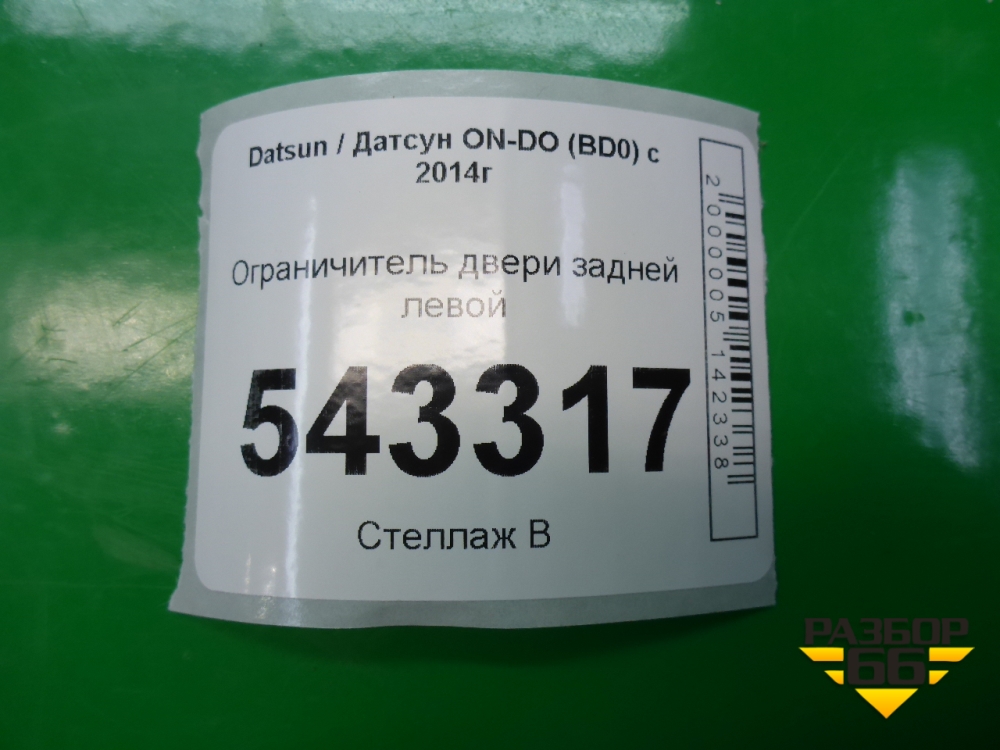 Datsun / Датсун ON-DO (BD0) с
2014г
Ограничитель двери задней
левой
543317
Стеллаж В
2000005142338
РАЗБОР
66